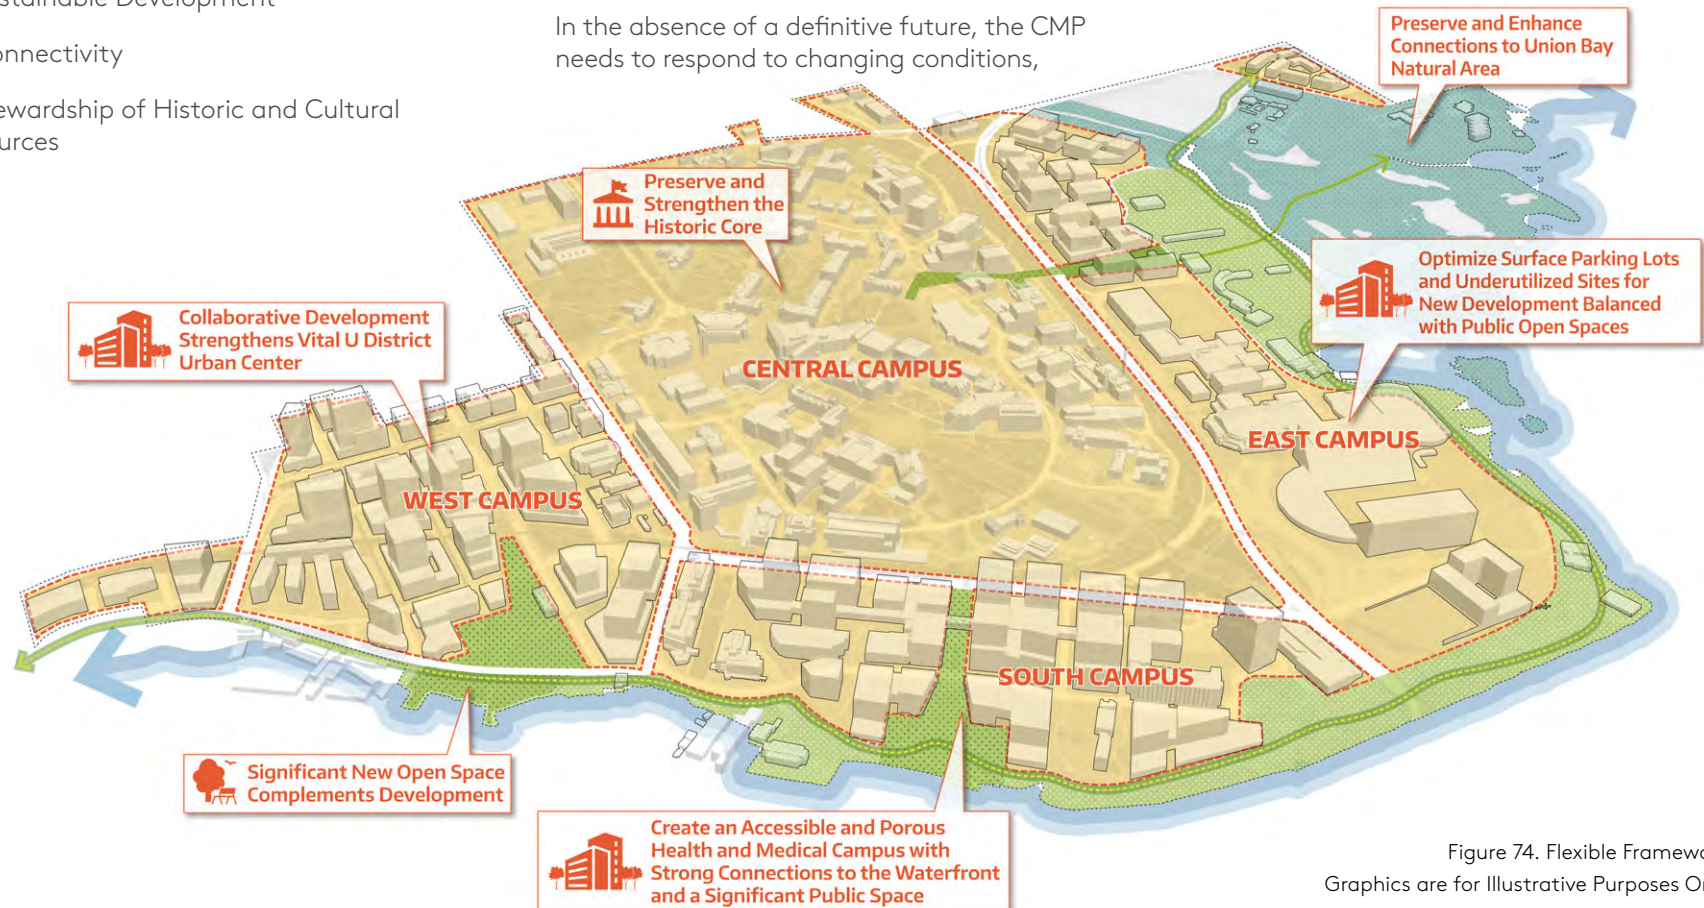 stainable Development
onnectivity
ewardship of Historic and Cultural
urces
In the absence of a definitive future, the CMP
needs to respond to changing conditions,
Preserve and Enhance
Connections to Union Bay
Natural Area
Preserve and
Strengthen the
Historic Core
Optimize Surface Parking Lots
and Underutilized Sites for
New Development Balanced
with Public Open Spaces
Collaborative Development
Strengthens Vital U District
Urban Center
CENTRAL CAMPUS
EAST CAMPUS
WEST CAMPUS
SOUTH CAMPUS
Significant New Open Space
Complements Development
Create an Accessible and Porous
Health and Medical Campus with
Strong Connections to the Waterfront
and a Significant Public Space
Figure 74. Flexible Framewo
Graphics are for Illustrative Purposes On